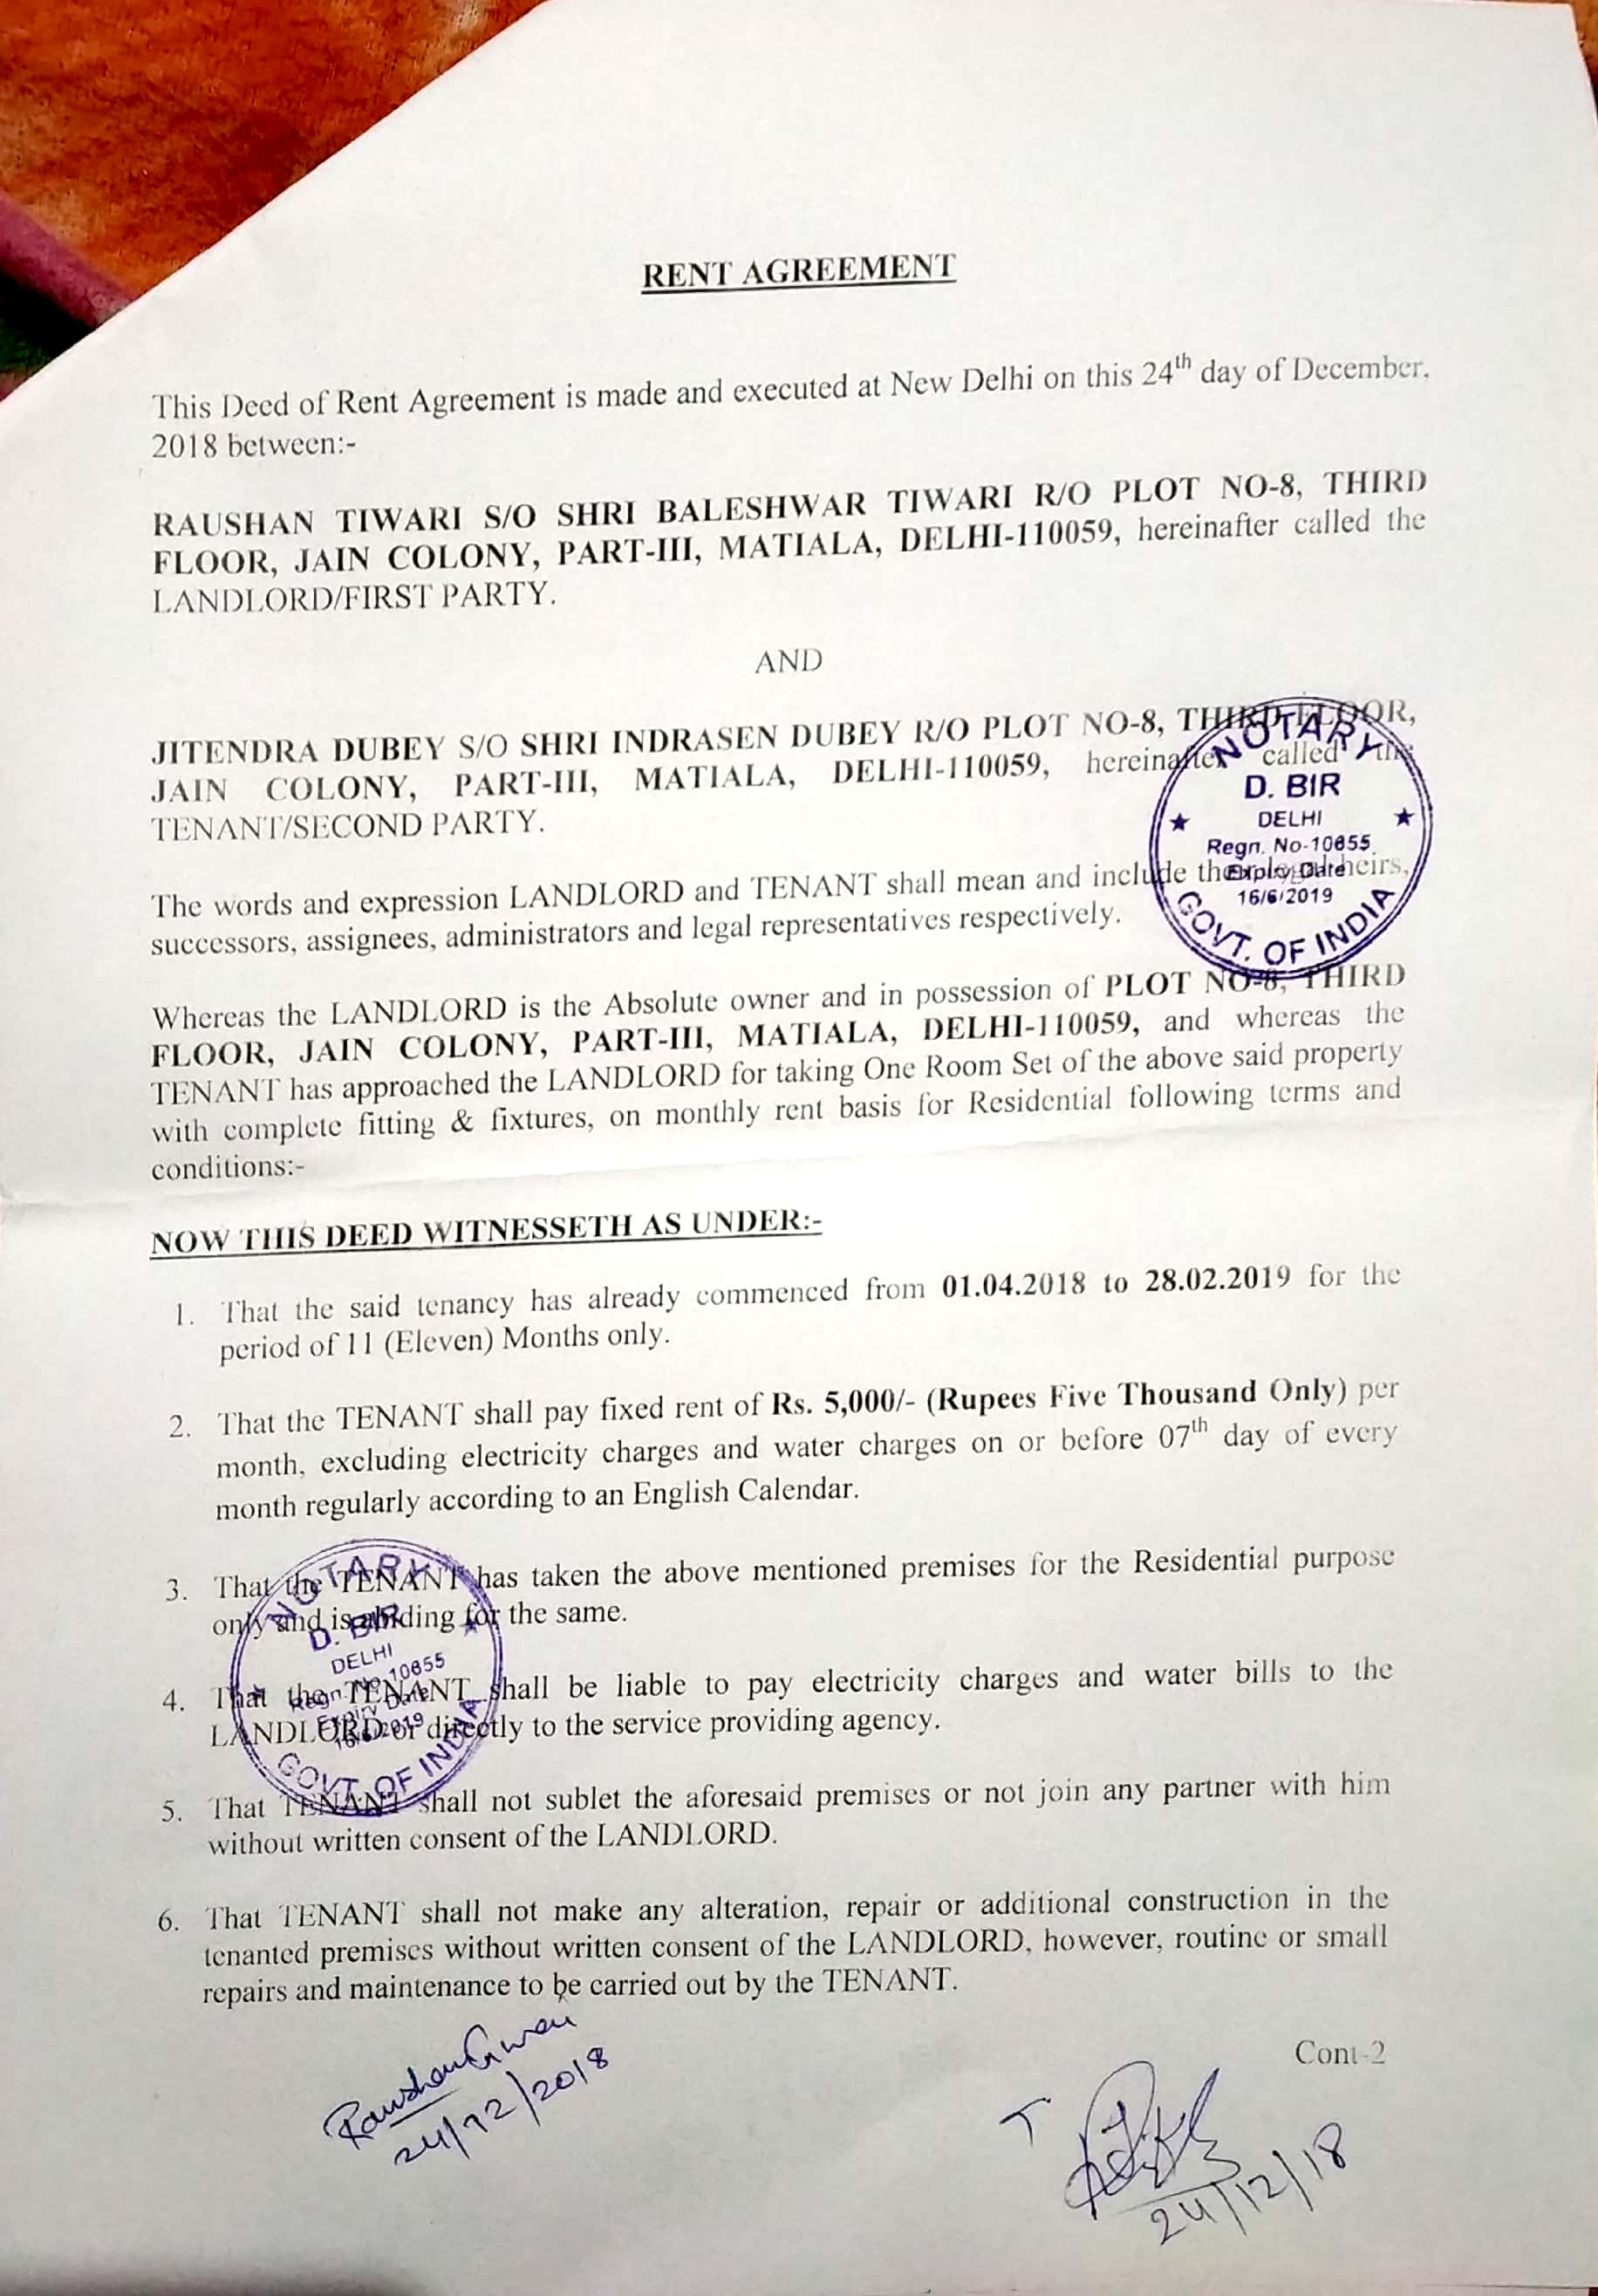 RENT AGREEMENT
This Deed of Rent Agreement is made and executed at New Delhi on this 24th day of December,
2018 between:-
RAUSHAN TIWARI S/O SHRI BALESHWAR TIWARI R/O PLOT NO-8, THIRD
FLOOR, JAIN COLONY, PART-III, MATIALA, DELHI-110059, hereinafter called the
LANDLORD/FIRST PARTY.
AND
JITENDRA DUBEY S/O SHRI INDRASEN DUBEY R/O PLOT NO-8, THIRD FLOOR,
JAIN COLONY, PART-III, MATIALA, DELHI-110059, hereinafter called the
TENANT/SECOND PARTY.
NOTARY
D. BIR
DELHI
Regn. No-10655
Expiry Date
16/6/2019
GOVT. OF INDIA
The words and expression LANDLORD and TENANT shall mean and include their legal heirs,
successors, assignees, administrators and legal representatives respectively.
Whereas the LANDLORD is the Absolute owner and in possession of PLOT NO-8, THIRD
FLOOR, JAIN COLONY, PART-III, MATIALA, DELHI-110059, and whereas the
TENANT has approached the LANDLORD for taking One Room Set of the above said property
with complete fitting & fixtures, on monthly rent basis for Residential following terms and
conditions:-
NOW THIS DEED WITNESSETH AS UNDER:-
1. That the said tenancy has already commenced from 01.04.2018 to 28.02.2019 for the
period of 11 (Eleven) Months only.
2. That the TENANT shall pay fixed rent of Rs. 5,000/- (Rupees Five Thousand Only) per
month, excluding electricity charges and water charges on or before 07th day of every
month regularly according to an English Calendar.
3. That the TENANT has taken the above mentioned premises for the Residential purpose
only and is abiding for the same.
4. That the TENANT shall be liable to pay electricity charges and water bills to the
LANDLORD or directly to the service providing agency.
NOTARY
D. BIR
DELHI
Regn. No-10655
Expiry Date
16/6/2019
GOVT. OF INDIA
5. That TENANT shall not sublet the aforesaid premises or not join any partner with him
without written consent of the LANDLORD.
6. That TENANT shall not make any alteration, repair or additional construction in the
tenanted premises without written consent of the LANDLORD, however, routine or small
repairs and maintenance to be carried out by the TENANT.
Cont-2
Raushan Tiwari
24/12/2018
T
24/12/18